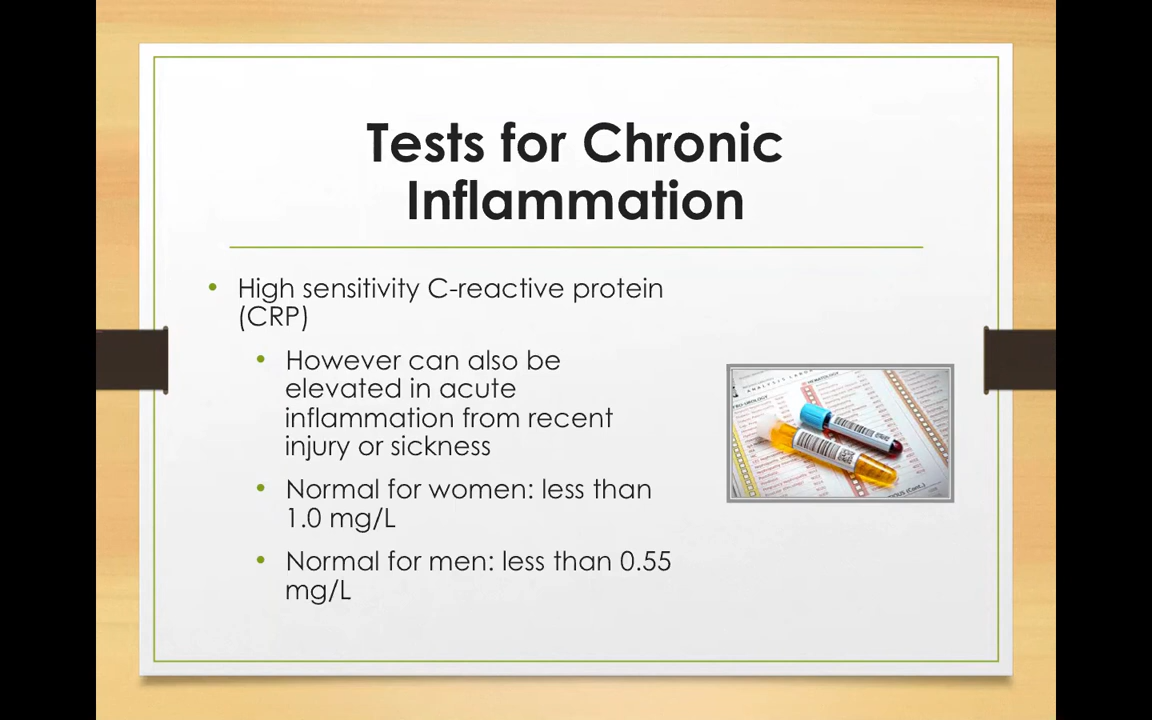 Tests for Chronic
Inflammation
• High sensitivity C-reactive protein
(CRP)
• However can also be
elevated in acute
inflammation from recent
injury or sickness
• Normal for women: less than
1.0 mg/L
• Normal for men: less than 0.55
mg/L
HEMATOLOGY